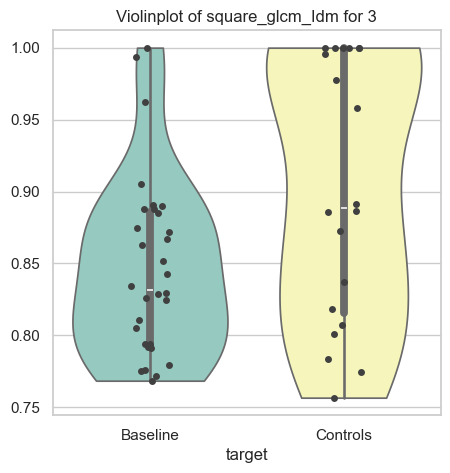 Violinplot of square_glcm_Idm for 3
1.00
0.95
0.90
0.85
0.80
0.75
Baseline
Controls
target